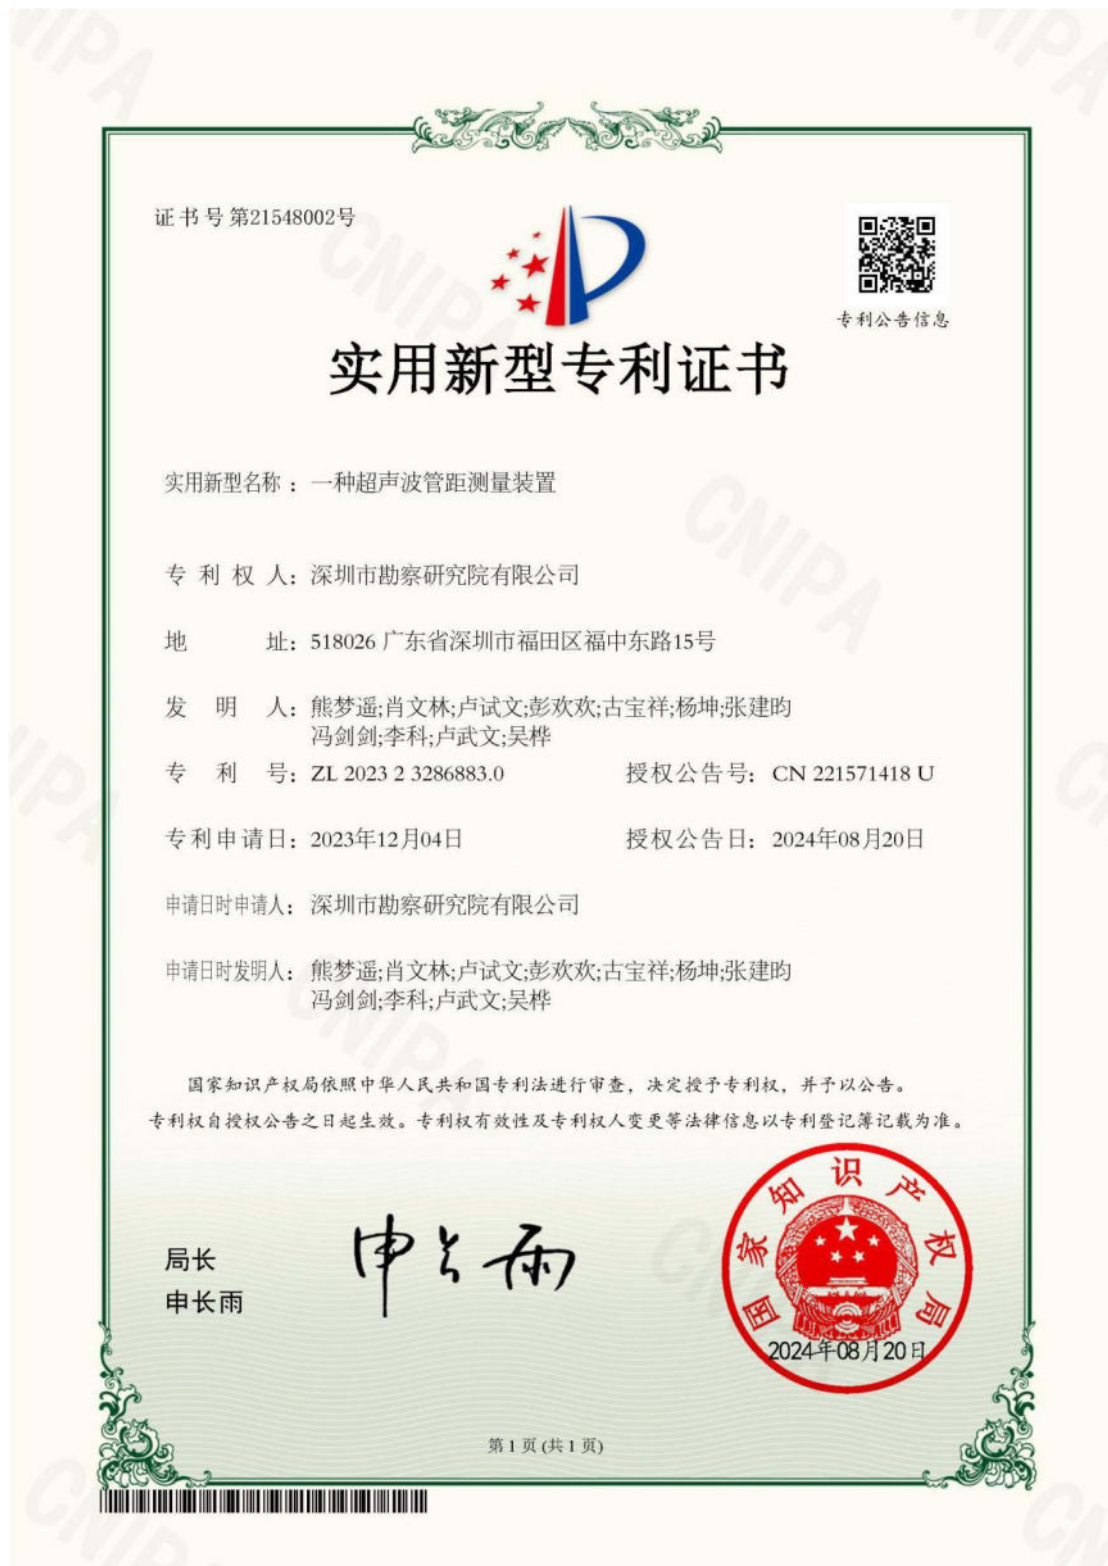 证书号第21548002号
专利公告信息
实用新型专利证书
实用新型名称：一种超声波管距测量装置
专利权人：深圳市勘察研究院有限公司
地址：518026 广东省深圳市福田区福中东路15号
发明人：熊梦遥;肖文林;卢试文;彭欢欢;古宝祥;杨坤;张建昀
冯剑剑;李科;卢武文;吴桦
专利号：ZL 2023 2 3286883.0 授权公告号：CN 221571418 U
专利申请日：2023年12月04日 授权公告日：2024年08月20日
申请日时申请人：深圳市勘察研究院有限公司
申请日时发明人：熊梦遥;肖文林;卢试文;彭欢欢;古宝祥;杨坤;张建昀
冯剑剑;李科;卢武文;吴桦
国家知识产权局依照中华人民共和国专利法进行审查，决定授予专利权，并予以公告。
专利权自授权公告之日起生效。专利权有效性及专利权人变更等法律信息以专利登记簿记载为准。
局长
申长雨
申长雨
国家知识产权局
2024年08月20日
第 1 页 (共 1 页)
CNIPA